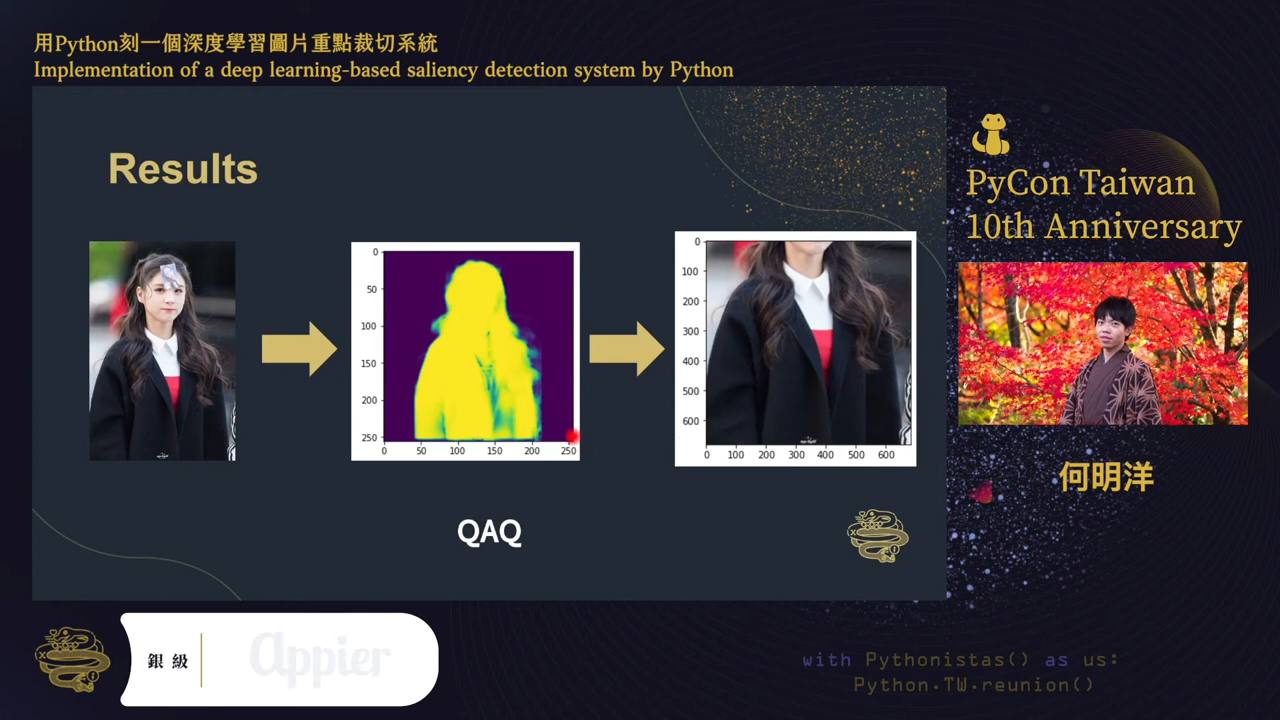 用Python刻一個深度學習圖片重點裁切系統
Implementation of a deep learning-based saliency detection system by Python
Results
0
50
100
150
200
250
0 50 100 150 200 250
0
100
200
300
400
500
600
0 100 200 300 400 500 600
QAQ
PyCon Taiwan
10th Anniversary
何明洋
銀級
appier
with Pythonistas() as us:
Python.TW.reunion()